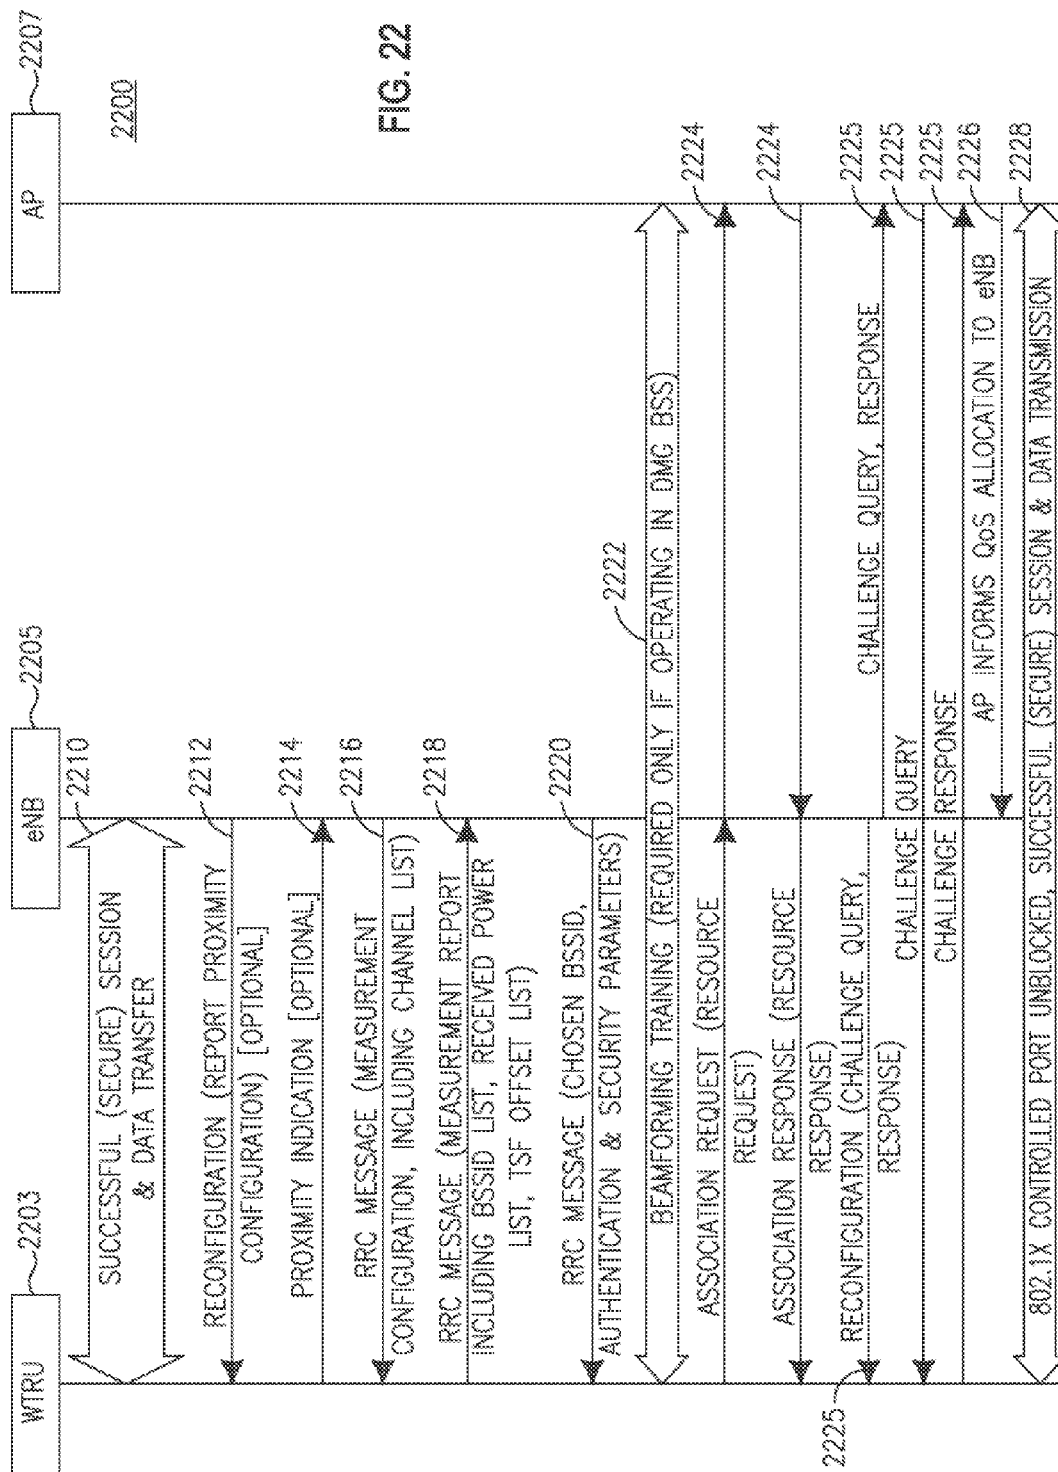 WTRU
2203
eNB
2205
AP
2207
2200
FIG. 22
2210
SUCCESSFUL (SECURE) SESSION
& DATA TRANSFER
2212
RECONFIGURATION (REPORT PROXIMITY
CONFIGURATION) [OPTIONAL]
2214
PROXIMITY INDICATION [OPTIONAL]
2216
RRC MESSAGE (MEASUREMENT
CONFIGURATION, INCLUDING CHANNEL LIST)
2218
RRC MESSAGE (MEASUREMENT REPORT
INCLUDING BSSID LIST, RECEIVED POWER
LIST, TSF OFFSET LIST)
2220
RRC MESSAGE (CHOSEN BSSID,
AUTHENTICATION & SECURITY PARAMETERS)
2222
BEAMFORMING TRAINING (REQUIRED ONLY IF OPERATING IN DMG BSS)
2224
ASSOCIATION REQUEST (RESOURCE
REQUEST)
2224
ASSOCIATION RESPONSE (RESOURCE
RESPONSE)
2225
RECONFIGURATION (CHALLENGE QUERY,
RESPONSE)
CHALLENGE QUERY, RESPONSE
2225
CHALLENGE QUERY
2225
CHALLENGE RESPONSE
2225
AP INFORMS QoS ALLOCATION TO eNB
2226
802.1X CONTROLLED PORT UNBLOCKED, SUCCESSFUL (SECURE) SESSION & DATA TRANSMISSION
2228